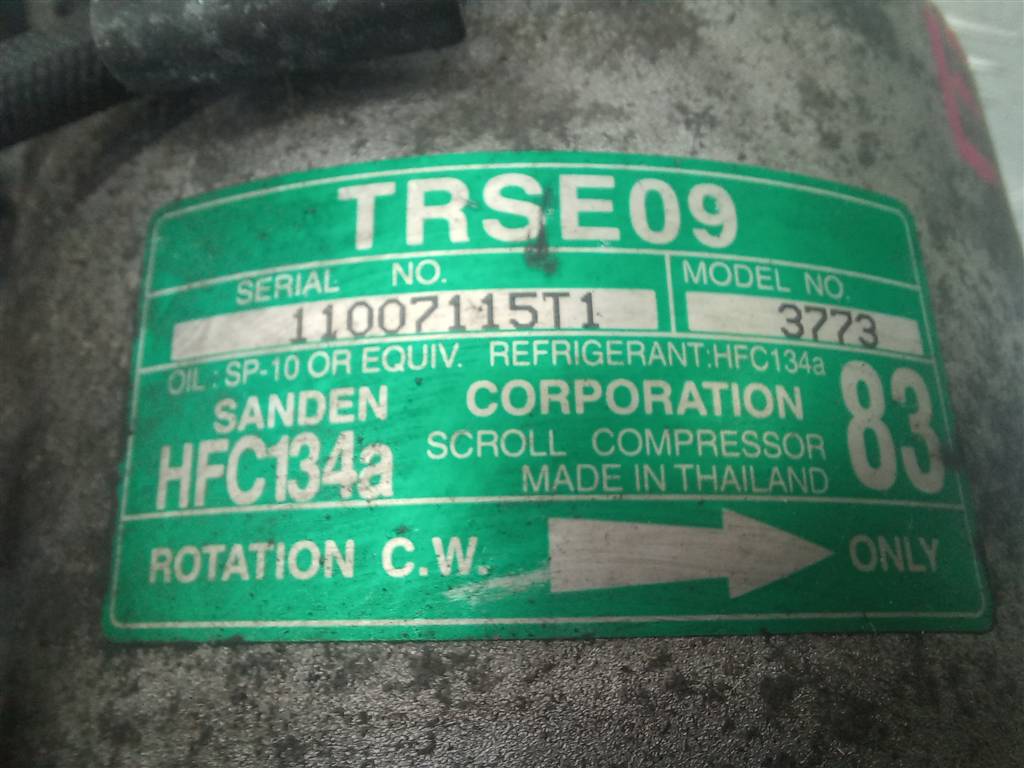 TRSE09
SERIAL NO.
11007115T1
MODEL NO.
3773
OIL : SP-10 OR EQUIV. REFRIGERANT:HFC134a
SANDEN CORPORATION
HFC134a
SCROLL COMPRESSOR
MADE IN THAILAND
83
ROTATION C.W. ONLY